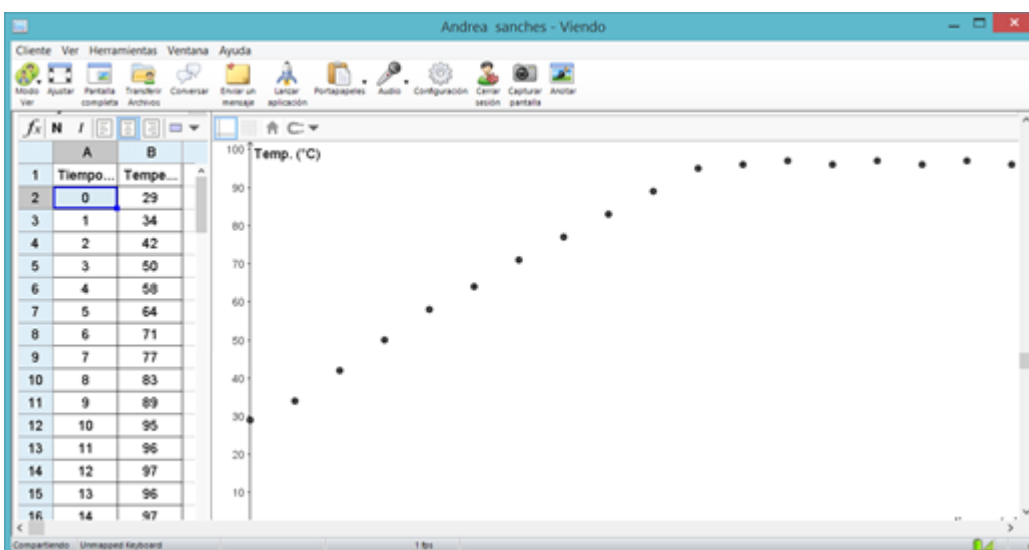 Andrea sanches - Viendo
Cliente Ver Herramientas Ventana Ayuda
Modo Ver
Ajustar
Pantalla completa
Transferir Archivos
Conversar
Enviar un mensaje
Lanzar aplicación
Portapapeles
Audio
Configuración
Cerrar sesión
Capturar pantalla
Anotar
fx N I
A B
1 Tiempo... Tempe...
2 0 29
3 1 34
4 2 42
5 3 50
6 4 58
7 5 64
8 6 71
9 7 77
10 8 83
11 9 89
12 10 95
13 11 96
14 12 97
15 13 96
16 14 97
Temp. (°C)
100
90
80
70
60
50
40
30
20
10
Compartiendo Unmapped Keyboard 1 fps